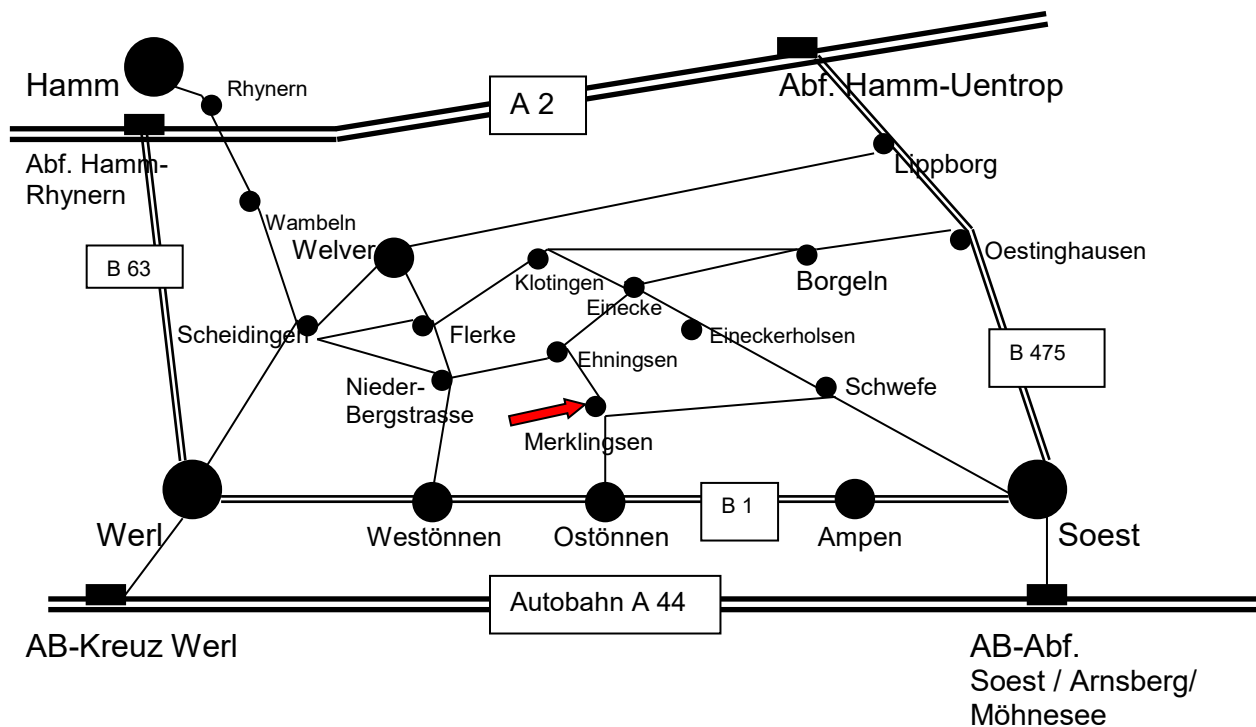 Hamm
Rhynern
A 2
Abf. Hamm-Uentrop
Abf. Hamm-
Rhynern
Lippborg
Wambeln
Welver
B 63
Klotingen
Borgeln
Oestinghausen
Einecke
Scheidingen
Flerke
Eineckerholsen
B 475
Ehningsen
Nieder-
Bergstrasse
Schwefe
Merklingsen
B 1
Werl
Westönnen
Ostönnen
Ampen
Soest
Autobahn A 44
AB-Kreuz Werl
AB-Abf.
Soest / Arnsberg/
Möhnesee